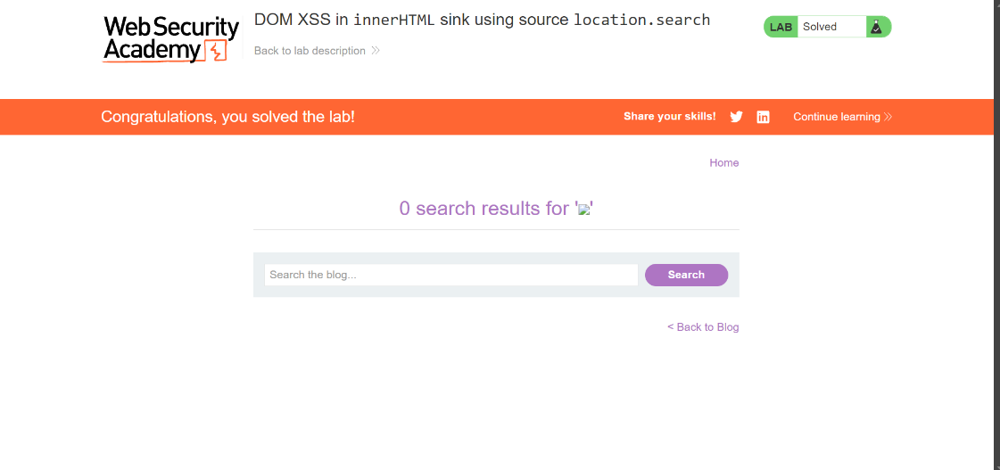 Web Security
Academy
DOM XSS in innerHTML sink using source location.search
Back to lab description
LAB Solved
Congratulations, you solved the lab!
Share your skills!
Continue learning
Home
0 search results for ''
Search the blog...
Search
< Back to Blog